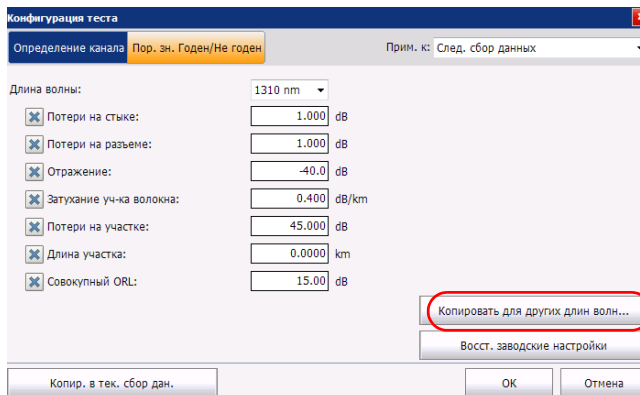 Конфигурация теста
Определение канала Пор. зн. Годен/Не годен Прим. к: След. сбор данных
Длина волны: 1310 nm
Потери на стыке: 1.000 dB
Потери на разъеме: 1.000 dB
Отражение: -40.0 dB
Затухание уч-ка волокна: 0.400 dB/km
Потери на участке: 45.000 dB
Длина участка: 0.0000 km
Совокупный ORL: 15.00 dB
Копировать для других длин волн...
Восст. заводские настройки
Копир. в тек. сбор дан. OK Отмена